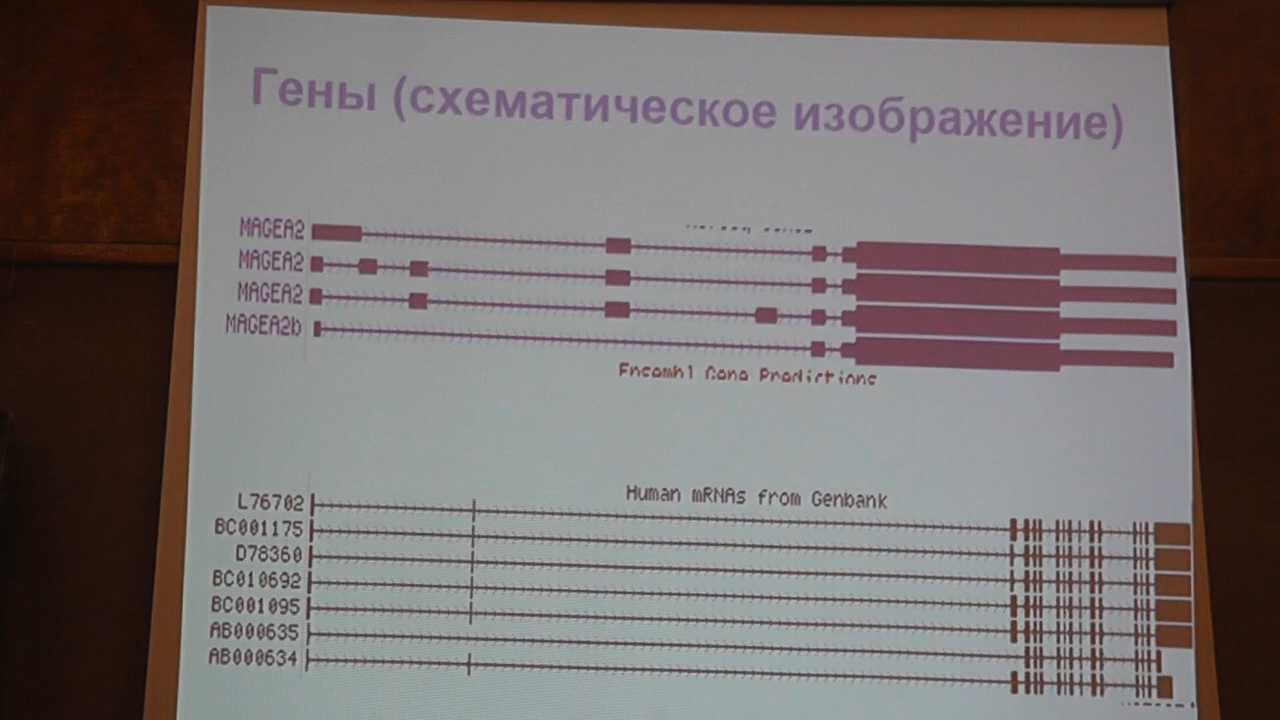 Гены (схематическое изображение)
MAGEA2
MAGEA2
MAGEA2
MAGEA2b
Ensembl Gene Predictions
Human mRNAs from Genbank
L76702
BC001175
D78360
BC010692
BC001095
AB000635
AB000634